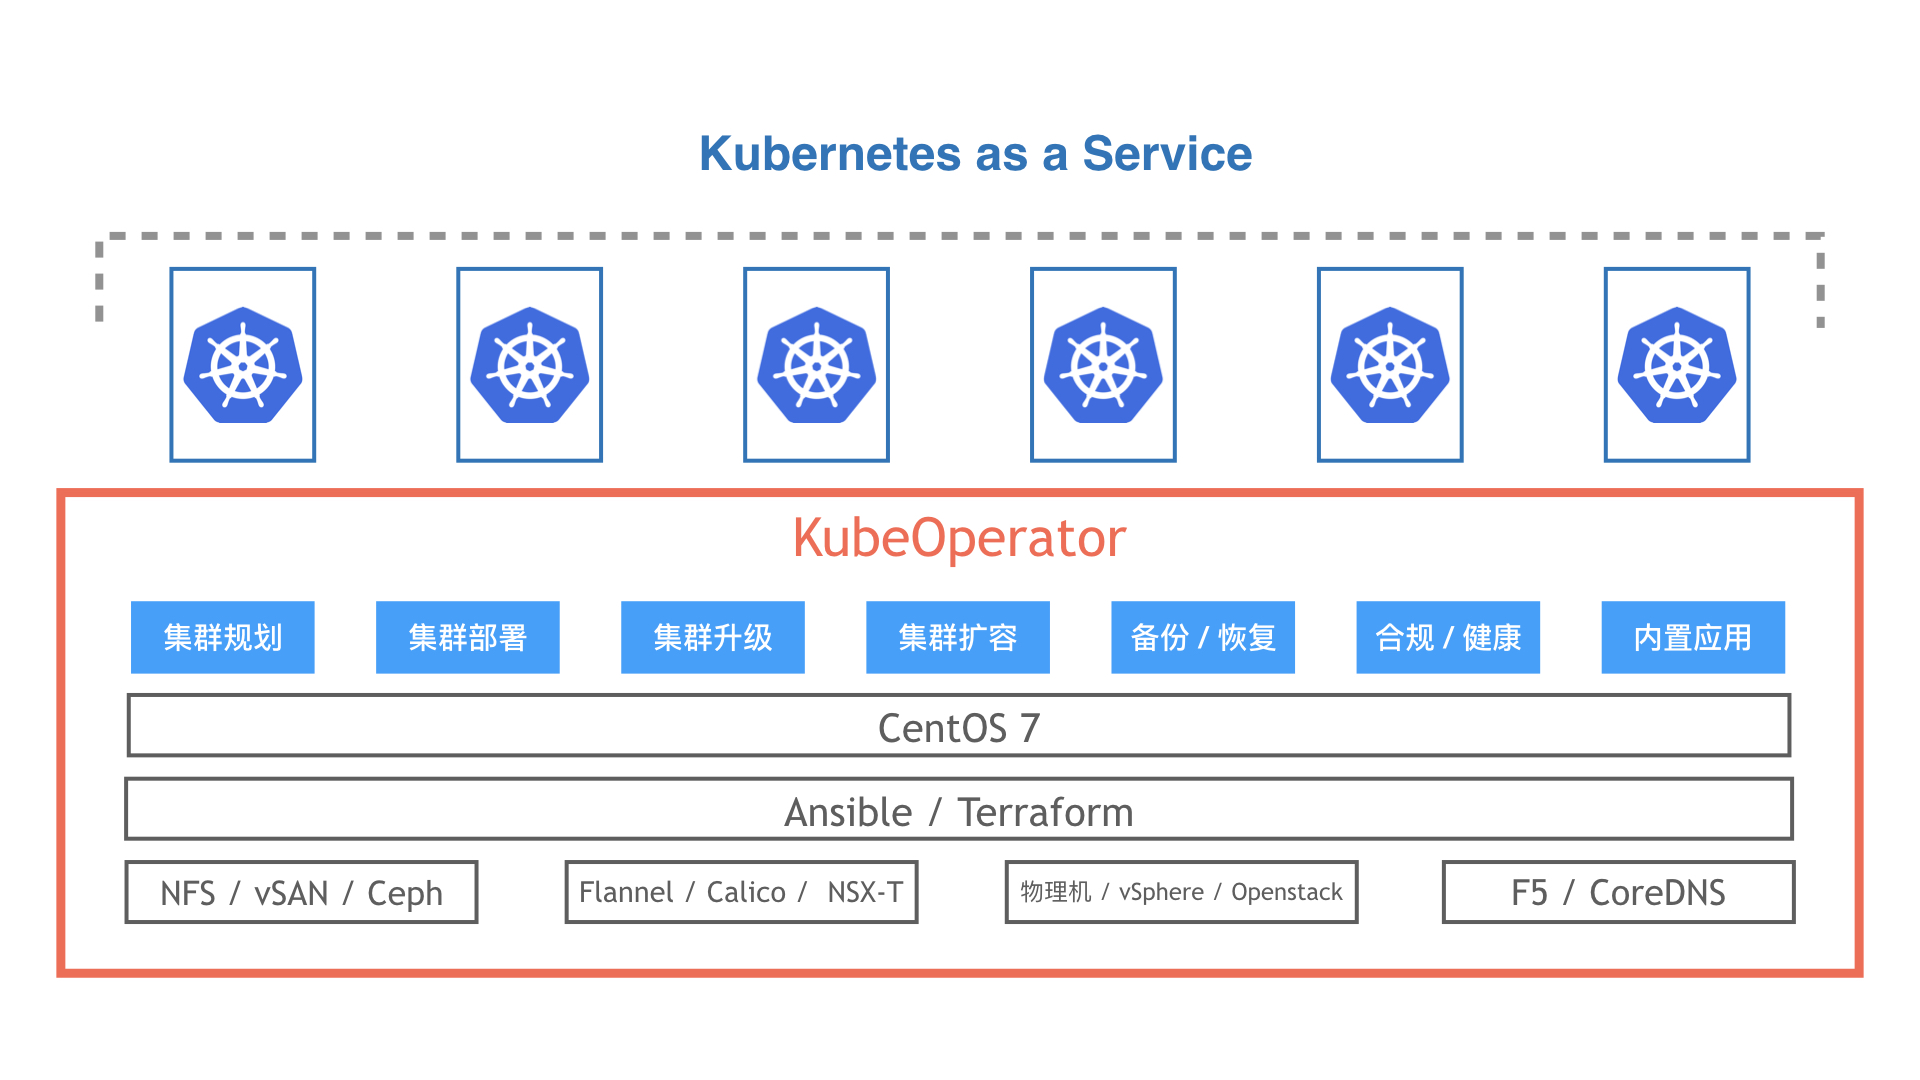 Kubernetes as a Service
KubeOperator
集群规划
集群部署
集群升级
集群扩容
备份 / 恢复
合规 / 健康
内置应用
CentOS 7
Ansible / Terraform
NFS / vSAN / Ceph
Flannel / Calico / NSX-T
物理机 / vSphere / Openstack
F5 / CoreDNS